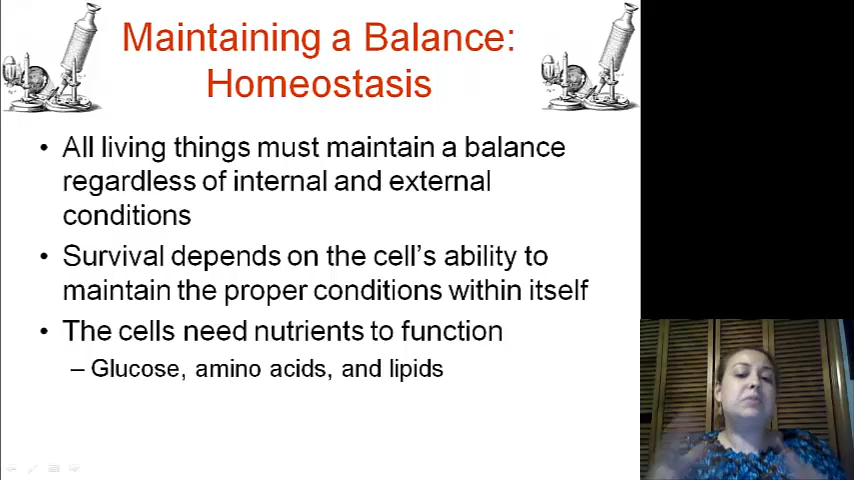 Maintaining a Balance:
Homeostasis
• All living things must maintain a balance
regardless of internal and external
conditions
• Survival depends on the cell's ability to
maintain the proper conditions within itself
• The cells need nutrients to function
– Glucose, amino acids, and lipids